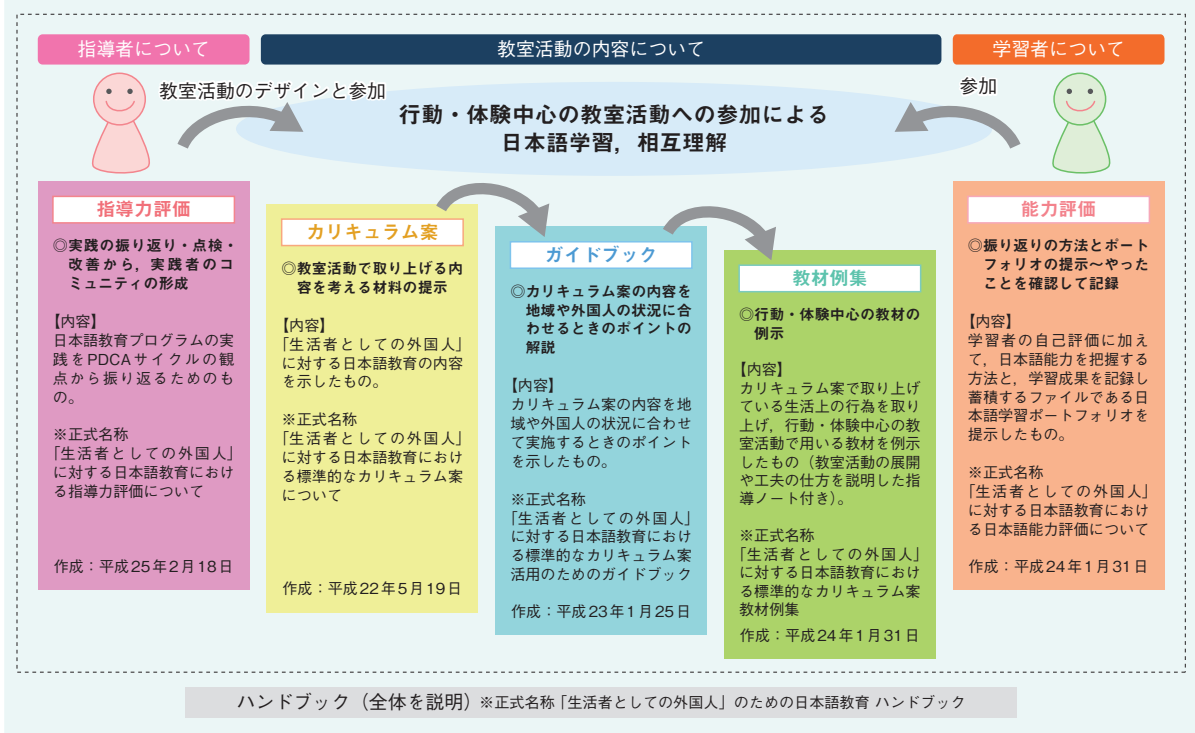 指導者について
教室活動の内容について
学習者について
教室活動のデザインと参加
参加
行動・体験中心の教室活動への参加による
日本語学習，相互理解
指導力評価
◎実践の振り返り・点検・
改善から，実践者のコ
ミュニティの形成
【内容】
日本語教育プログラムの実
践をPDCAサイクルの観
点から振り返るためのも
の。
※正式名称
「生活者としての外国人」
に対する日本語教育におけ
る指導力評価について
作成：平成25年2月18日
カリキュラム案
◎教室活動で取り上げる内
容を考える材料の提示
【内容】
「生活者としての外国人」
に対する日本語教育の内容
を示したもの。
※正式名称
「生活者としての外国人」
に対する日本語教育におけ
る標準的なカリキュラム案
について
作成：平成22年5月19日
ガイドブック
◎カリキュラム案の内容を
地域や外国人の状況に合
わせるときのポイントの
解説
【内容】
カリキュラム案の内容を地
域や外国人の状況に合わせ
て実施するときのポイント
を示したもの。
※正式名称
「生活者としての外国人」
に対する日本語教育におけ
る標準的なカリキュラム案
活用のためのガイドブック
作成：平成23年1月25日
教材例集
◎行動・体験中心の教材の
例示
【内容】
カリキュラム案で取り上げ
ている生活上の行為を取り
上げ，行動・体験中心の教
室活動で用いる教材を例示
したもの（教室活動の展開
や工夫の仕方を説明した指
導ノート付き）。
※正式名称
「生活者としての外国人」
に対する日本語教育におけ
る標準的なカリキュラム案
教材例集
作成：平成24年1月31日
能力評価
◎振り返りの方法とポート
フォリオの提示～やった
ことを確認して記録
【内容】
学習者の自己評価に加え
て，日本語能力を把握する
方法と，学習成果を記録し
蓄積するファイルである日
本語学習ポートフォリオを
提示したもの。
※正式名称
「生活者としての外国人」
に対する日本語教育におけ
る日本語能力評価について
作成：平成24年1月31日
ハンドブック（全体を説明）※正式名称「生活者としての外国人」のための日本語教育 ハンドブック